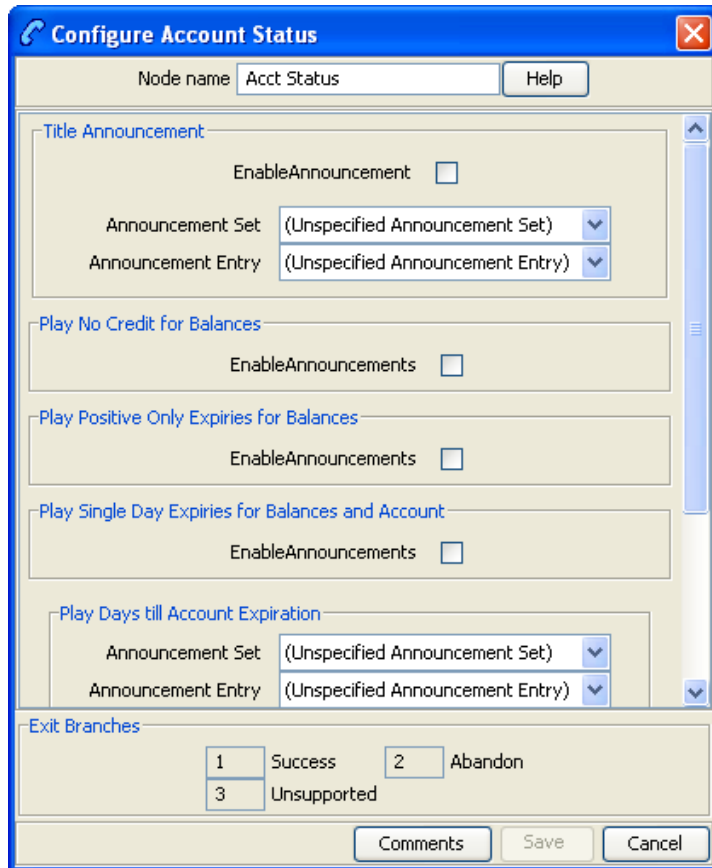 Configure Account Status
Node name Acct Status Help
Title Announcement
EnableAnnouncement
Announcement Set (Unspecified Announcement Set)
Announcement Entry (Unspecified Announcement Entry)
Play No Credit for Balances
EnableAnnouncements
Play Positive Only Expiries for Balances
EnableAnnouncements
Play Single Day Expiries for Balances and Account
EnableAnnouncements
Play Days till Account Expiration
Announcement Set (Unspecified Announcement Set)
Announcement Entry (Unspecified Announcement Entry)
Exit Branches
1 Success 2 Abandon
3 Unsupported
Comments Save Cancel